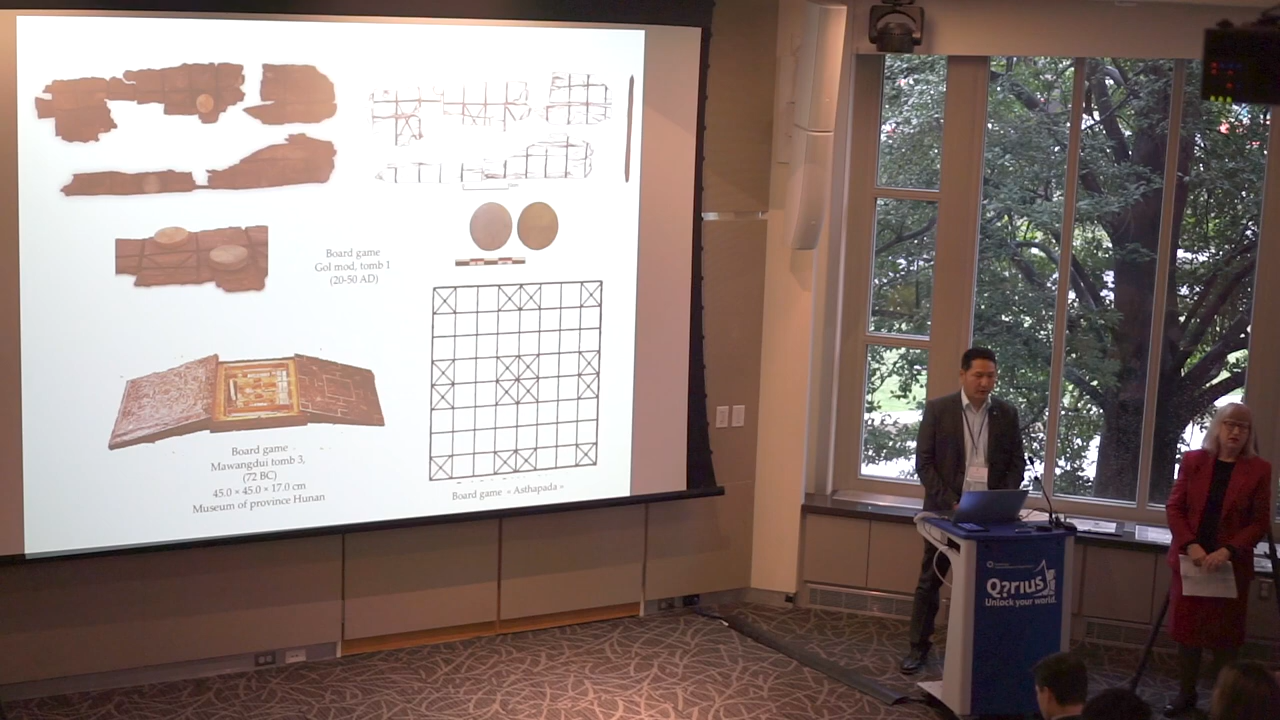 Board game
Gol mod, tomb 1
(20-50 AD)
Board game
Mawangdui tomb 3,
(72 BC)
45.0 × 45.0 × 17.0 cm
Museum of province Hunan
Board game « Asthapada »
Q?rius
Unlock your world.